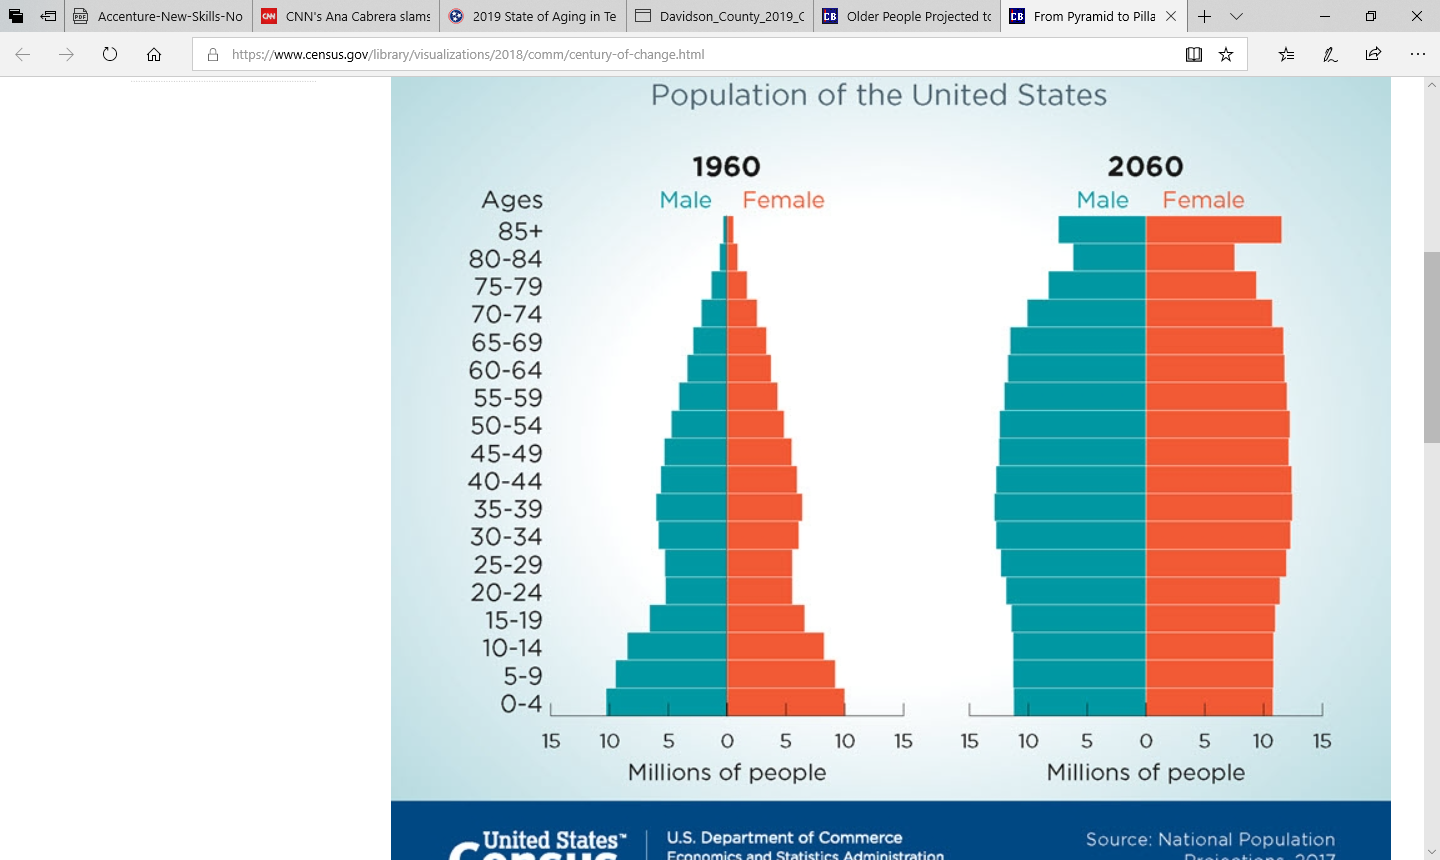 Accenture-New-Skills-No
CNN's Ana Cabrera slams
2019 State of Aging in Te
Davidson_County_2019_C
Older People Projected to
From Pyramid to Pilla
https://www.census.gov/library/visualizations/2018/comm/century-of-change.html
Population of the United States
1960
2060
Ages
Male
Female
Male
Female
85+
80-84
75-79
70-74
65-69
60-64
55-59
50-54
45-49
40-44
35-39
30-34
25-29
20-24
15-19
10-14
5-9
0-4
15 10 5 0 5 10 15
15 10 5 0 5 10 15
Millions of people
Millions of people
United States™
Census
U.S. Department of Commerce
Economics and Statistics Administration
Source: National Population
Projections, 2017